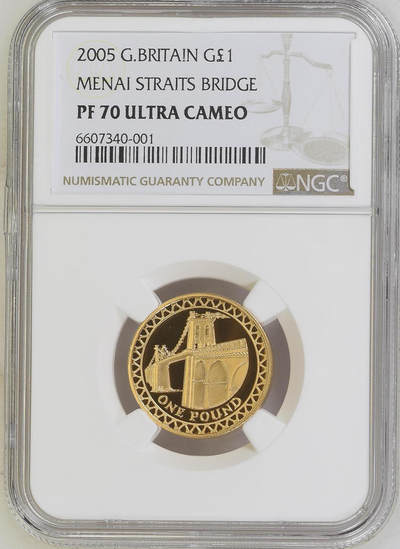 2005 G.BRITAIN G£1
MENAI STRAITS BRIDGE
PF 70 ULTRA CAMEO
6607340-001
NUMISMATIC GUARANTY COMPANY
NGC®
ONE POUND